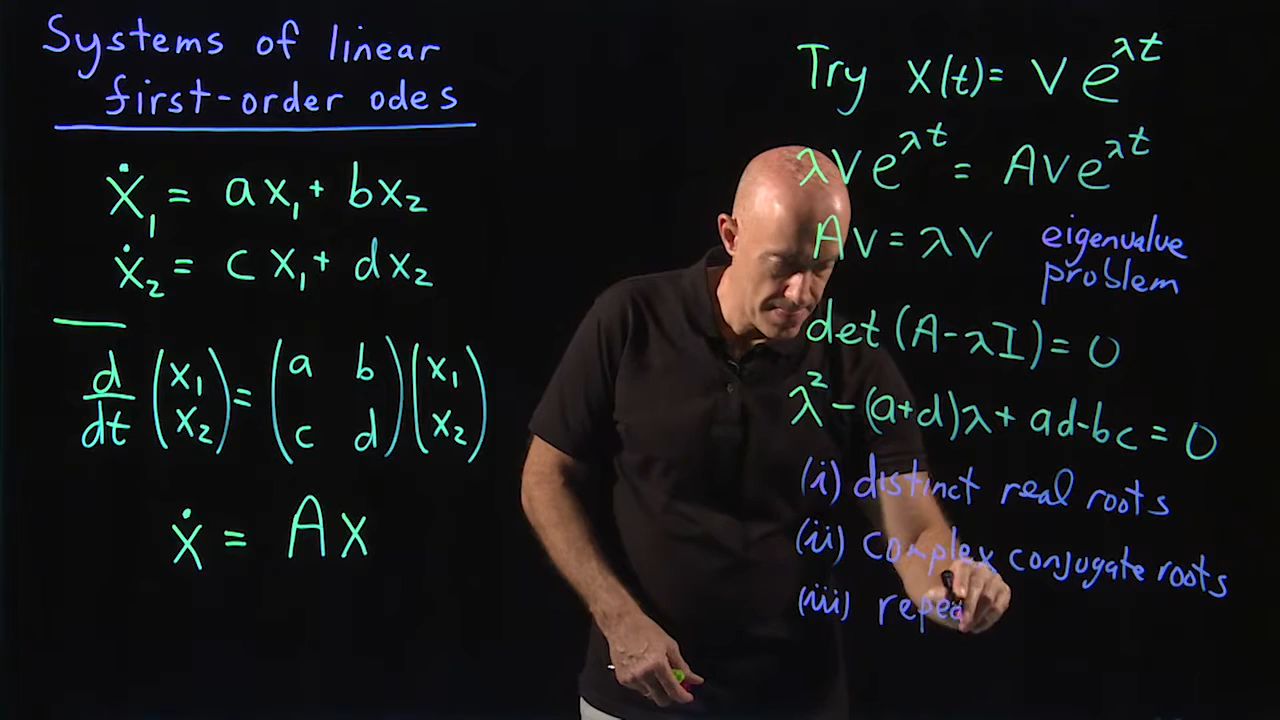 Systems of linear
first-order odes
ẋ₁ = ax₁ + bx₂
ẋ₂ = cx₁ + dx₂
d/dt (x₁ x₂) = (a b c d)(x₁ x₂)
ẋ = Ax
Try x(t) = v e^λt
λve^λt = Ave^λt
Av = λv eigenvalue problem
det(A-λI) = 0
λ² - (a+d)λ + ad-bc = 0
(i) distinct real roots
(ii) complex conjugate roots
(iii) repea